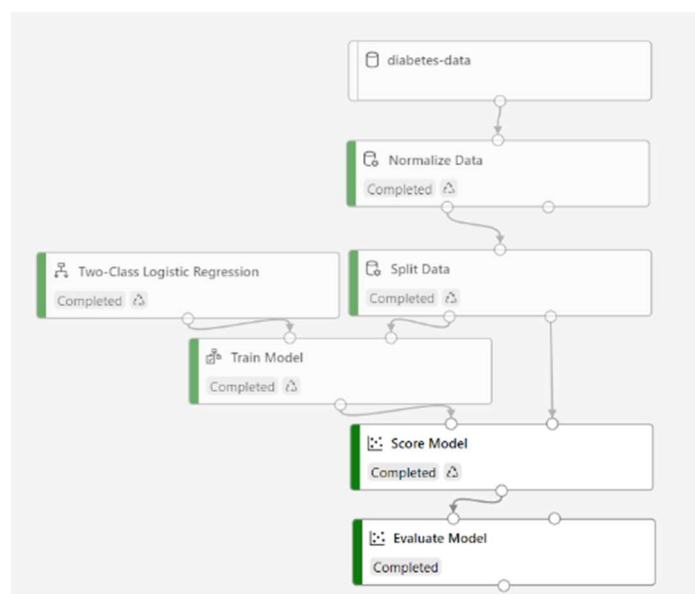 diabetes-data
Normalize Data
Completed
Two-Class Logistic Regression
Completed
Split Data
Completed
Train Model
Completed
Score Model
Completed
Evaluate Model
Completed